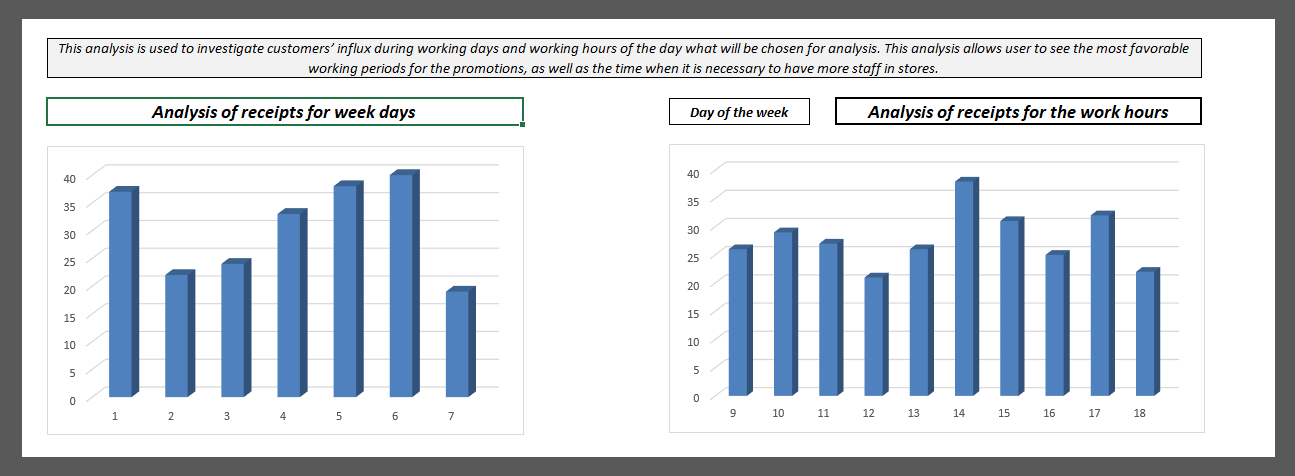 This analysis is used to investigate customers’ influx during working days and working hours of the day what will be chosen for analysis. This analysis allows user to see the most favorable
working periods for the promotions, as well as the time when it is necessary to have more staff in stores.
Analysis of receipts for week days
Day of the week
Analysis of receipts for the work hours
40
35
30
25
20
15
10
5
0
1 2 3 4 5 6 7
40
35
30
25
20
15
10
5
0
9 10 11 12 13 14 15 16 17 18